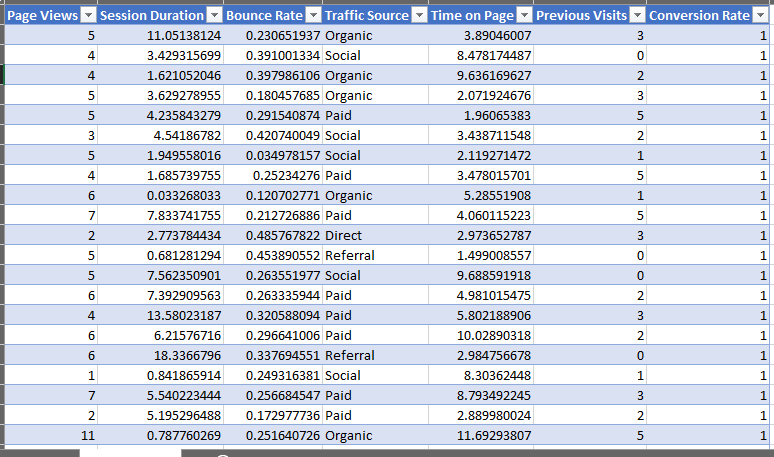 Page Views Session Duration Bounce Rate Traffic Source Time on Page Previous Visits Conversion Rate
5 11.05138124 0.230651937 Organic 3.89046007 3 1
4 3.429315699 0.391001334 Social 8.478174487 0 1
4 1.621052046 0.397986106 Organic 9.636169627 2 1
5 3.629278955 0.180457685 Organic 2.071924676 3 1
5 4.235843279 0.291540874 Paid 1.96065383 5 1
3 4.54186782 0.420740049 Social 3.438711548 2 1
5 1.949558016 0.034978157 Social 2.119271472 1 1
4 1.685739755 0.25234276 Paid 3.478015701 5 1
6 0.033268033 0.120702771 Organic 5.28551908 1 1
7 7.833741755 0.212726886 Paid 4.060115223 5 1
2 2.773784434 0.485767822 Direct 2.973652787 3 1
5 0.681281294 0.453890552 Referral 1.499008557 0 1
5 7.562350901 0.263551977 Social 9.688591918 0 1
6 7.392909563 0.263335944 Paid 4.981015475 2 1
4 13.58023187 0.320588094 Paid 5.802188906 3 1
6 6.21576716 0.296641006 Paid 10.02890318 2 1
6 18.3366796 0.337694551 Referral 2.984756678 0 1
1 0.841865914 0.249316381 Social 8.30362448 1 1
7 5.540223444 0.256684547 Paid 8.793492245 3 1
2 5.195296488 0.172977736 Paid 2.889980024 2 1
11 0.787760269 0.251640726 Organic 11.69293807 5 1